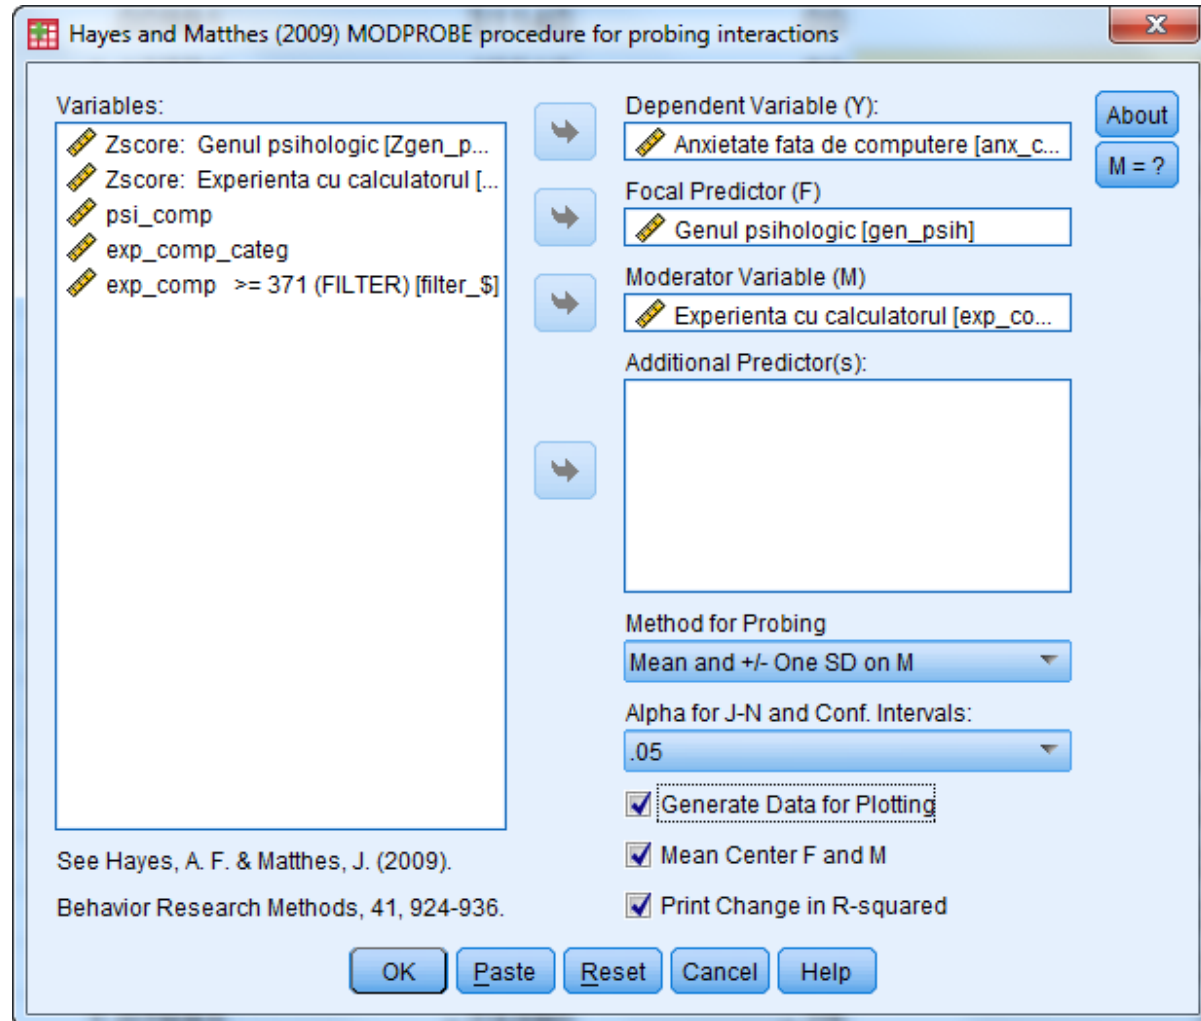 Hayes and Matthes (2009) MODPROBE procedure for probing interactions
Variables:
Zscore: Genul psihologic [Zgen_p...
Zscore: Experienta cu calculatorul [...
psi_comp
exp_comp_categ
exp_comp >= 371 (FILTER) [filter_$]
See Hayes, A. F. & Matthes, J. (2009).
Behavior Research Methods, 41, 924-936.
Dependent Variable (Y):
Anxietate fata de computere [anx_c...
Focal Predictor (F)
Genul psihologic [gen_psih]
Moderator Variable (M)
Experienta cu calculatorul [exp_co...
Additional Predictor(s):
Method for Probing
Mean and +/- One SD on M
Alpha for J-N and Conf. Intervals:
.05
Generate Data for Plotting
Mean Center F and M
Print Change in R-squared
About
M = ?
OK
Paste
Reset
Cancel
Help